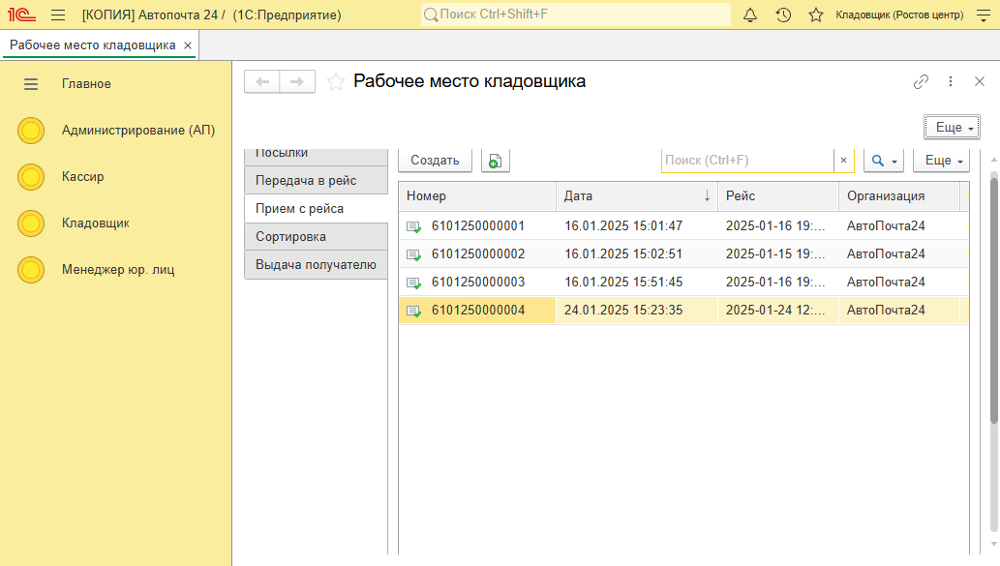 1С [КОПИЯ] Автопочта 24 / (1С:Предприятие) Поиск Ctrl+Shift+F Кладовщик (Ростов центр)
Рабочее место кладовщика ×
Главное
Администрирование (АП)
Кассир
Кладовщик
Менеджер юр. лиц
Рабочее место кладовщика
Еще
Посылки
Передача в рейс
Прием с рейса
Сортировка
Выдача получателю
Создать Поиск (Ctrl+F) × Еще
Номер Дата ↓ Рейс Организация
6101250000001 16.01.2025 15:01:47 2025-01-16 19:... АвтоПочта24
6101250000002 16.01.2025 15:02:51 2025-01-15 19:... АвтоПочта24
6101250000003 16.01.2025 15:51:45 2025-01-16 19:... АвтоПочта24
6101250000004 24.01.2025 15:23:35 2025-01-24 12:... АвтоПочта24